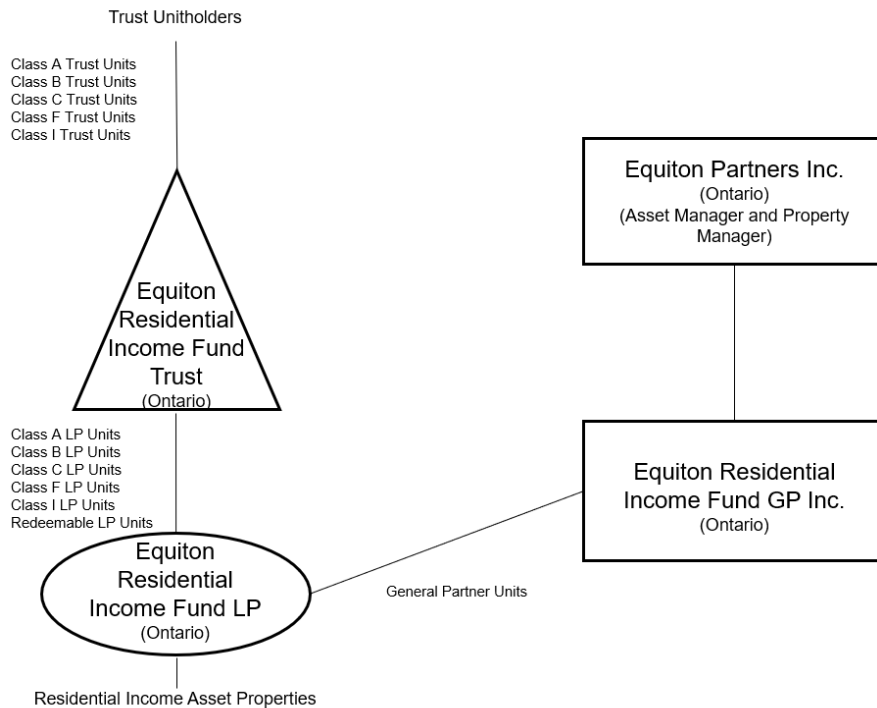 Trust Unitholders
Class A Trust Units
Class B Trust Units
Class C Trust Units
Class F Trust Units
Class I Trust Units
Equiton Partners Inc.
(Ontario)
(Asset Manager and Property
Manager)
Equiton
Residential
Income Fund
Trust
(Ontario)
Class A LP Units
Class B LP Units
Class C LP Units
Class F LP Units
Class I LP Units
Redeemable LP Units
Equiton Residential
Income Fund GP Inc.
(Ontario)
Equiton
Residential
Income Fund LP
(Ontario)
General Partner Units
Residential Income Asset Properties